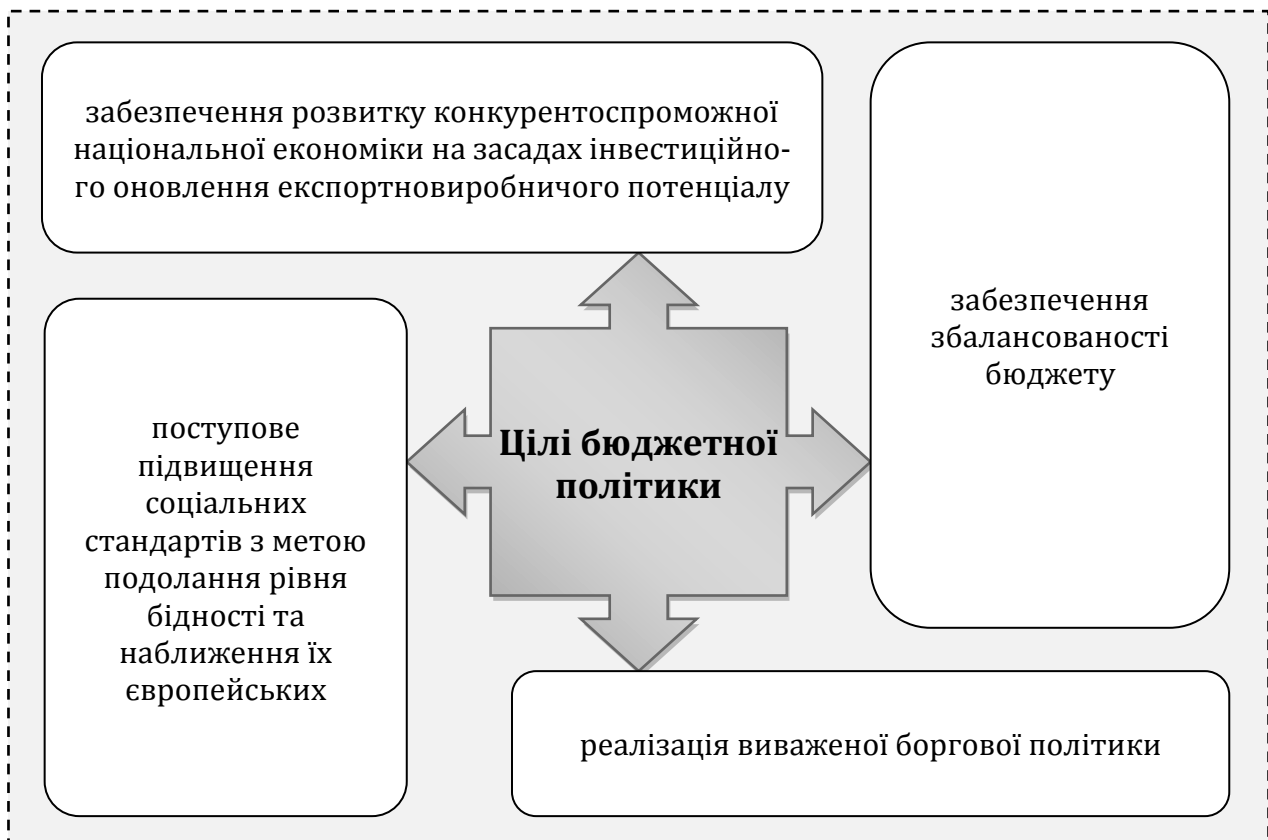 забезпечення розвитку конкурентоспроможної
національної економіки на засадах інвестиційно-
го оновлення експортновиробничого потенціалу
забезпечення
збалансованості
бюджету
поступове
підвищення
соціальних
стандартів з метою
подолання рівня
бідності та
наближення їх
європейських
Цілі бюджетної
політики
реалізація виваженої боргової політики